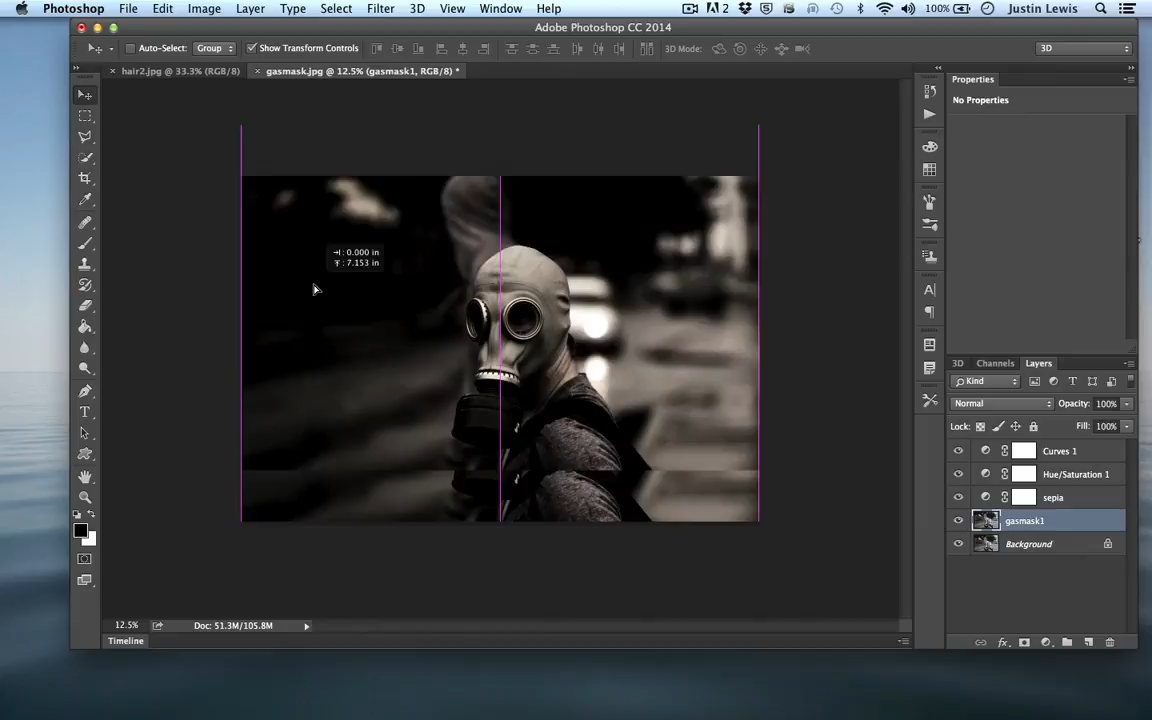 Photoshop File Edit Image Layer Type Select Filter 3D View Window Help 2 100% Justin Lewis
Adobe Photoshop CC 2014
Auto-Select: Group Show Transform Controls 3D Mode: 3D
× hair2.jpg @ 33.3% (RGB/8) × gasmask.jpg @ 12.5% (gasmask1, RGB/8) *
Properties
No Properties
: 0.000 in
: 7.153 in
3D Channels Layers
Kind
Normal Opacity: 100%
Lock: Fill: 100%
Curves 1
Hue/Saturation 1
sepia
gasmask1
Background
12.5% Doc: 51.3M/105.8M
Timeline